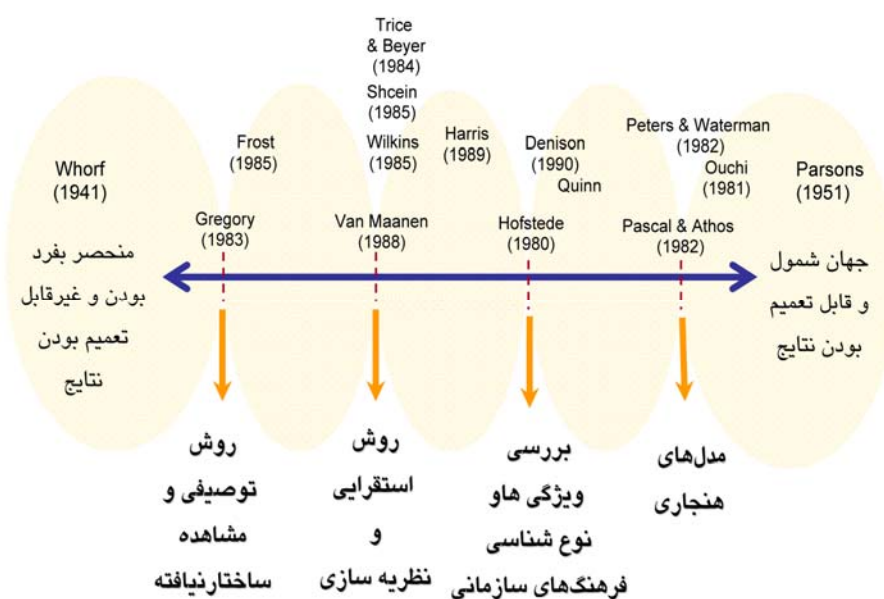 Trice
& Beyer
(1984)
Shcein
(1985)
Wilkins
(1985)
Van Maanen
(1988)
Whorf
(1941)
Frost
(1985)
Gregory
(1983)
Harris
(1989)
Denison
(1990)
Quinn
Hofstede
(1980)
Peters & Waterman
(1982)
Ouchi
(1981)
Pascal & Athos
(1982)
Parsons
(1951)
منحصر بفرد
بودن و غیرقابل
تعمیم بودن
نتایج
جهان شمول
و قابل تعمیم
بودن نتایج
روش
توصیفی و
مشاهده
ساختارنیافته
روش
استقرایی
و
نظریه سازی
بررسی
ویژگی هاو
نوع شناسی
فرهنگ‌های سازمانی
مدل‌های
هنجاری